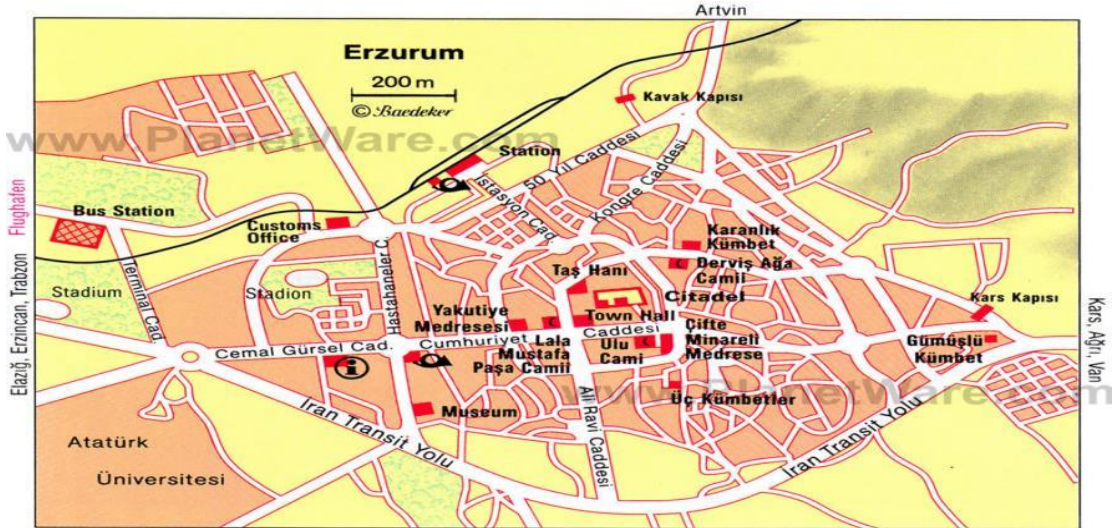 Artvin
Erzurum
200 m
© Baedeker
Kavak Kapısı
www.PlanetWare.com
Station
50 Yıl Caddesi
İstasyon Cad.
Kongre Caddesi
Elazığ, Erzincan, Trabzon
Flughafen
Bus Station
Customs
Office
Karanlık
Kümbet
Derviş Ağa
Camii
Terminal Cad.
Hastahaneler C.
Taş Hanı
Citadel
Stadium
Stadion
Kars Kapısı
Kars, Ağrı, Van
Yakutiye
Medresesi
Town Hall
Cumhuriyet Caddesi
Cemal Gürsel Cad.
Lala
Mustafa
Paşa Camii
Ulu
Cami
Çifte
Minareli
Medrese
Gümüşlü
Kümbet
i
www.PlanetWare.com
Museum
Üç Kümbetler
Ali Ravi Caddesi
İran Transit Yolu
İran Transit Yolu
Atatürk
Üniversitesi